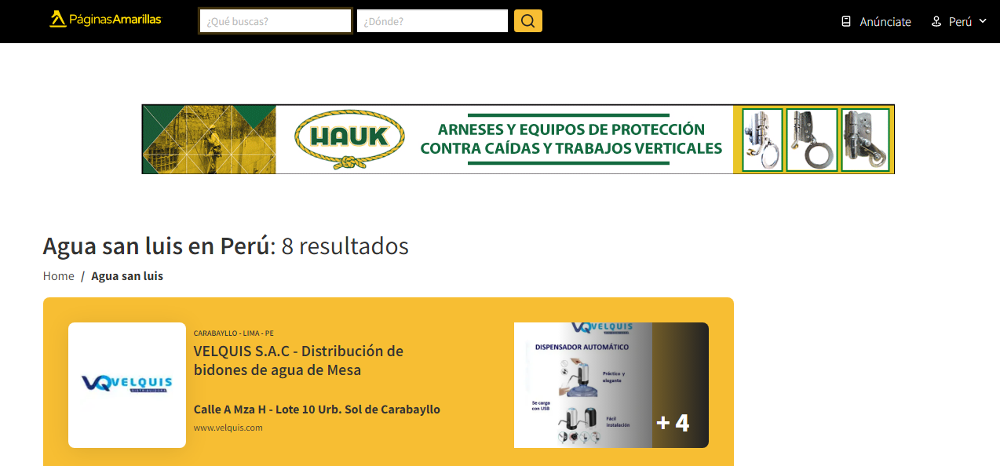 PáginasAmarillas
¿Qué buscas?
¿Dónde?
Anúnciate
Perú
HAUK
ARNESES Y EQUIPOS DE PROTECCIÓN
CONTRA CAÍDAS Y TRABAJOS VERTICALES
Agua san luis en Perú: 8 resultados
Home / Agua san luis
VELQUIS
DISTRIBUIDORA
CARABAYLLO - LIMA - PE
VELQUIS S.A.C - Distribución de
bidones de agua de Mesa
Calle A Mza H - Lote 10 Urb. Sol de Carabayllo
www.velquis.com
VELQUIS
DISPENSADOR AUTOMÁTICO
Práctico y
elegante
Se carga
con USB
Fácil
instalación
+ 4